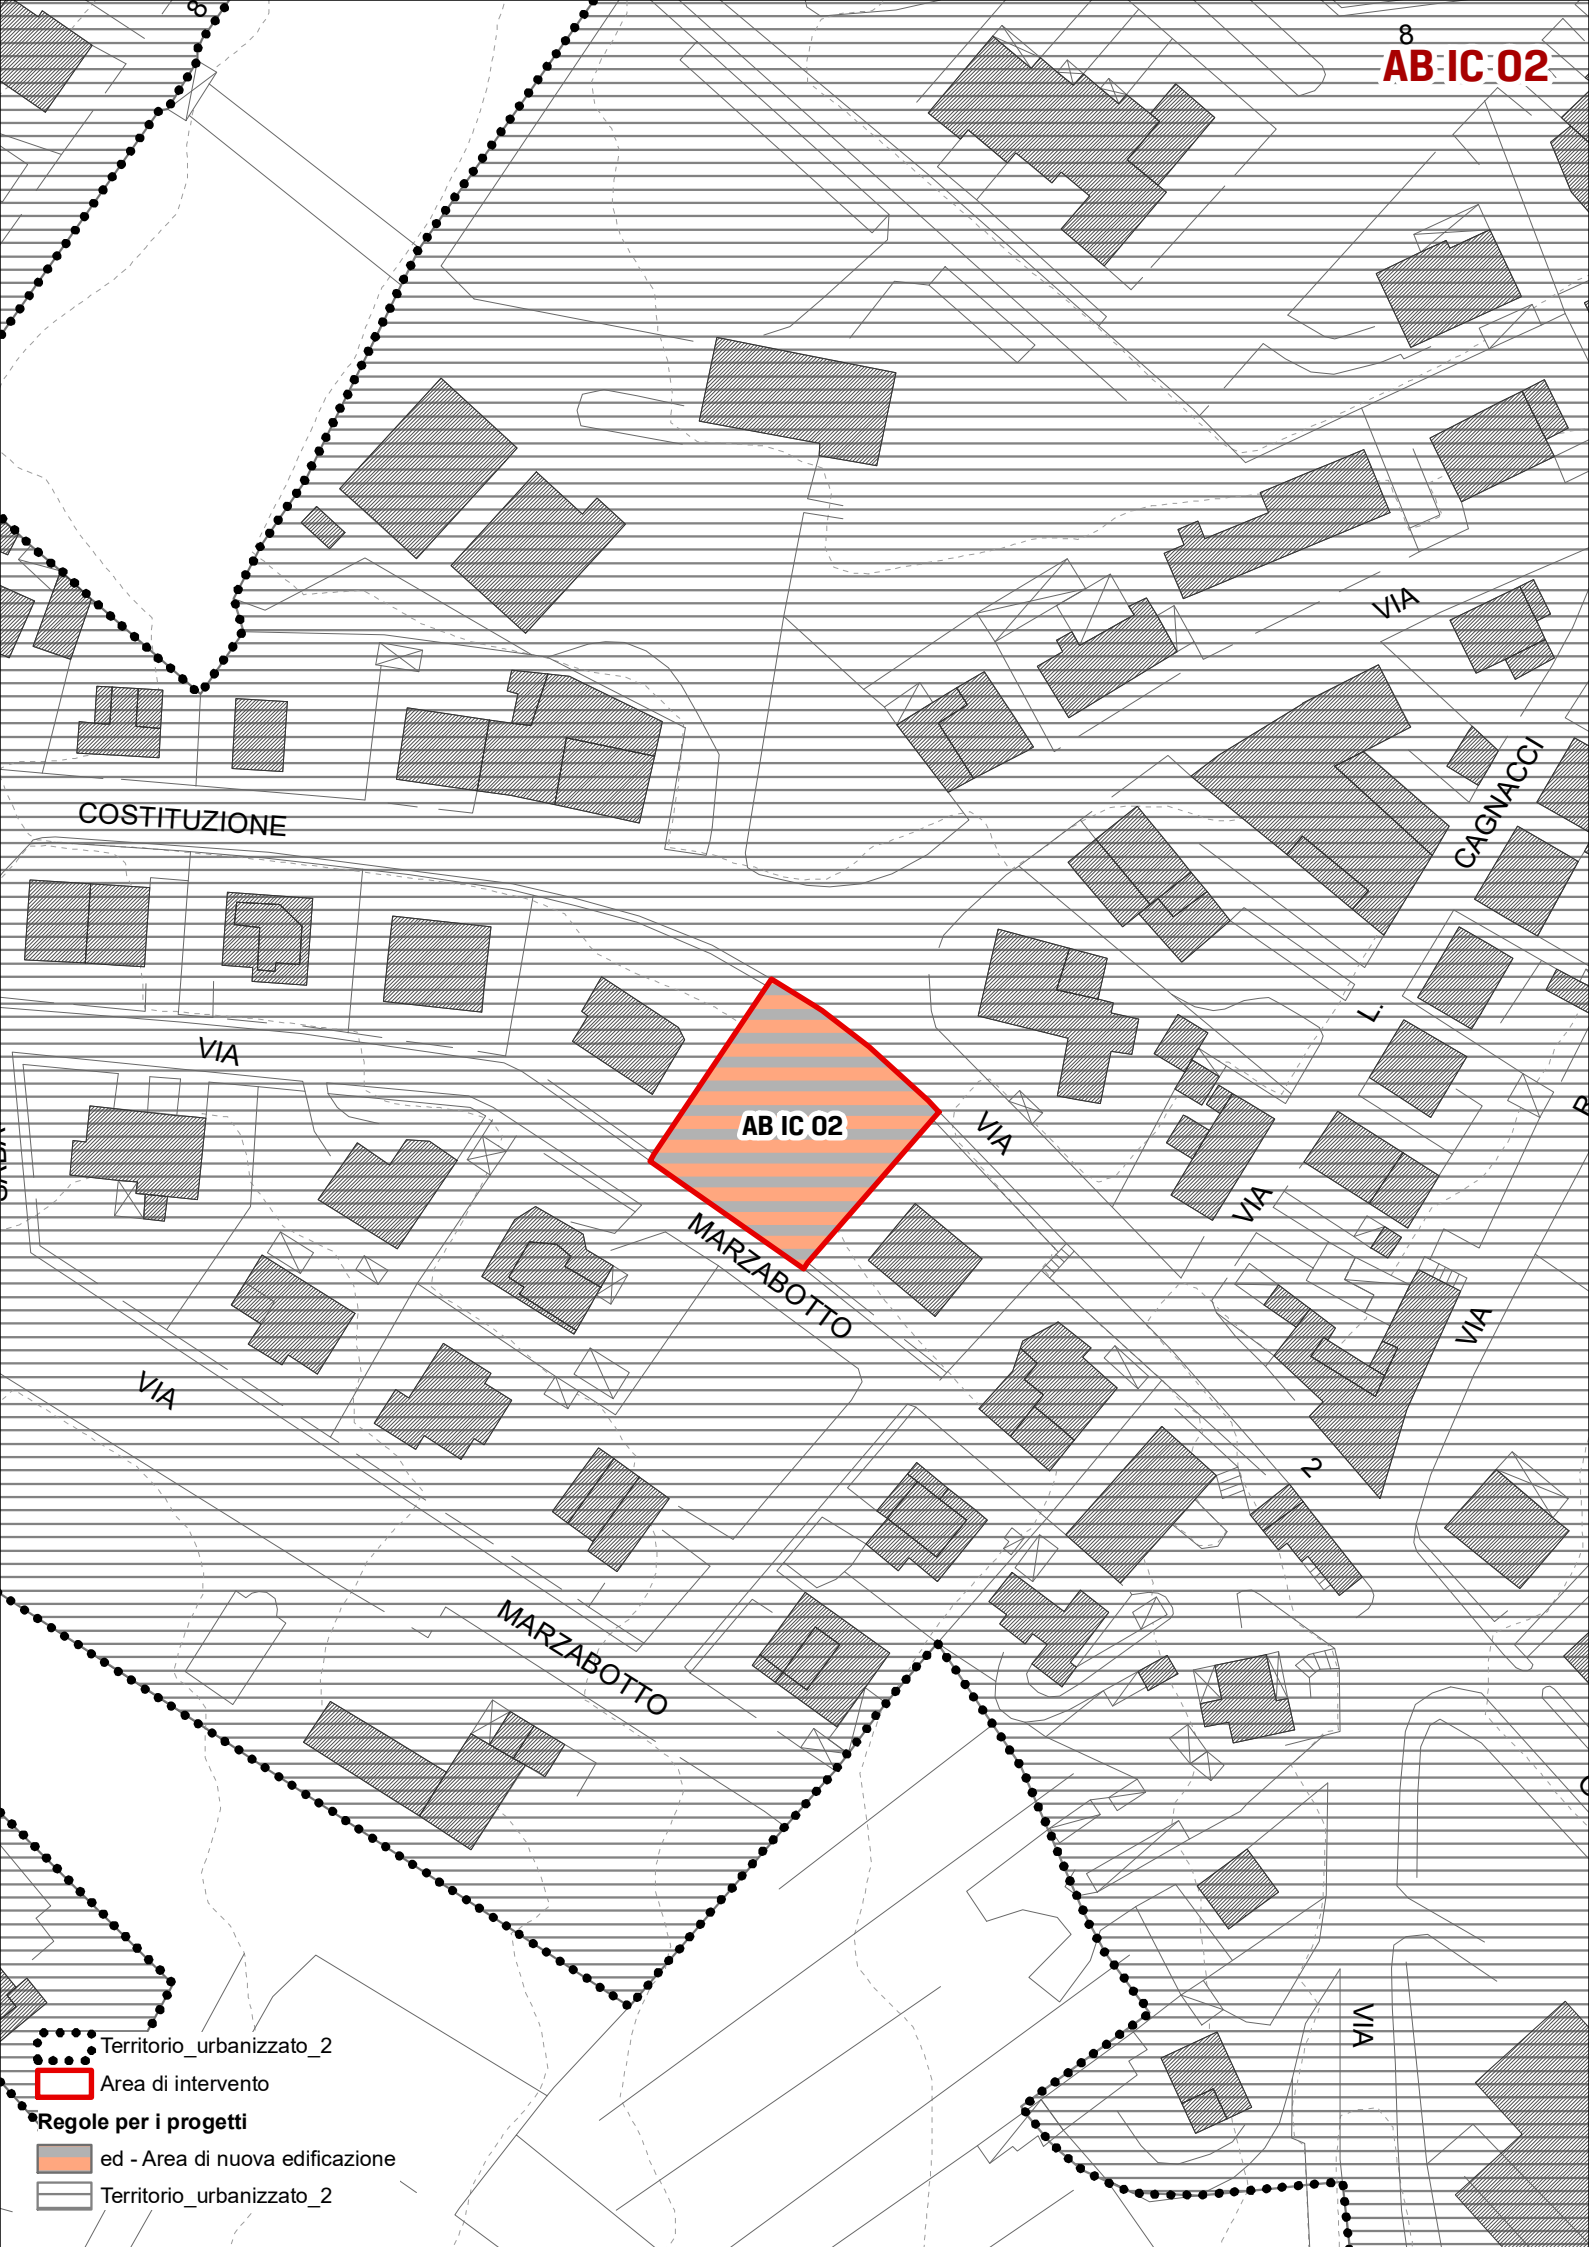 8
8
AB IC 02
VIA
CAGNACCI
COSTITUZIONE
L.
VIA
AB IC 02
VIA
VIA
MARZABOTTO
VIA
VIA
2
MARZABOTTO
VIA
Territorio_urbanizzato_2
Area di intervento
Regole per i progetti
ed - Area di nuova edificazione
Territorio_urbanizzato_2